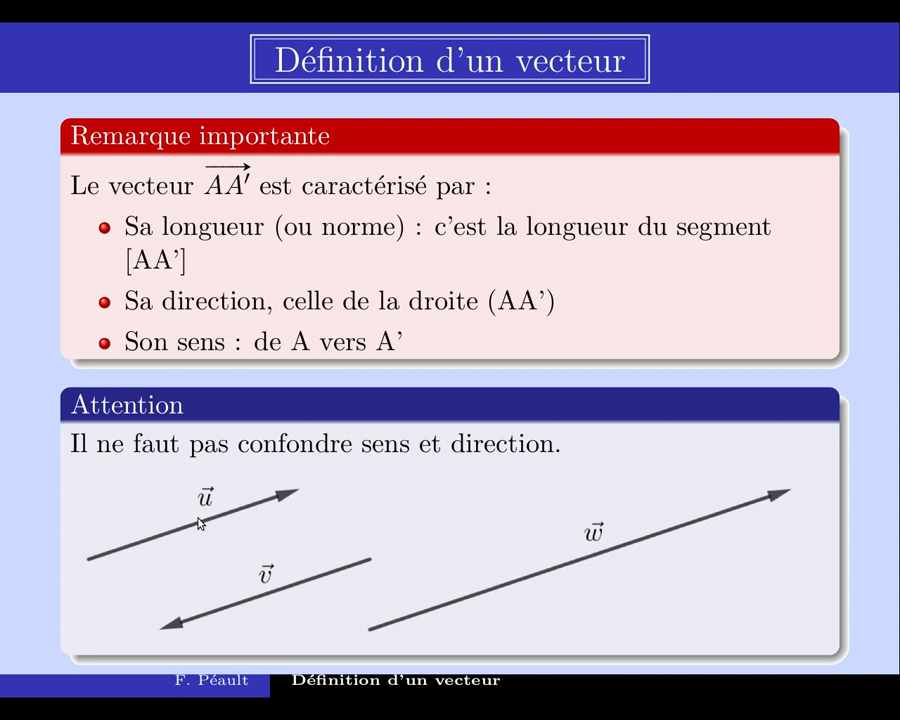 Définition d'un vecteur
Remarque importante
Le vecteur $\overrightarrow{AA'}$ est caractérisé par :
Sa longueur (ou norme) : c'est la longueur du segment
[AA']
Sa direction, celle de la droite (AA')
Son sens : de A vers A'
Attention
Il ne faut pas confondre sens et direction.
$\vec{u}$
$\vec{w}$
$\vec{v}$
F. Péault Définition d'un vecteur